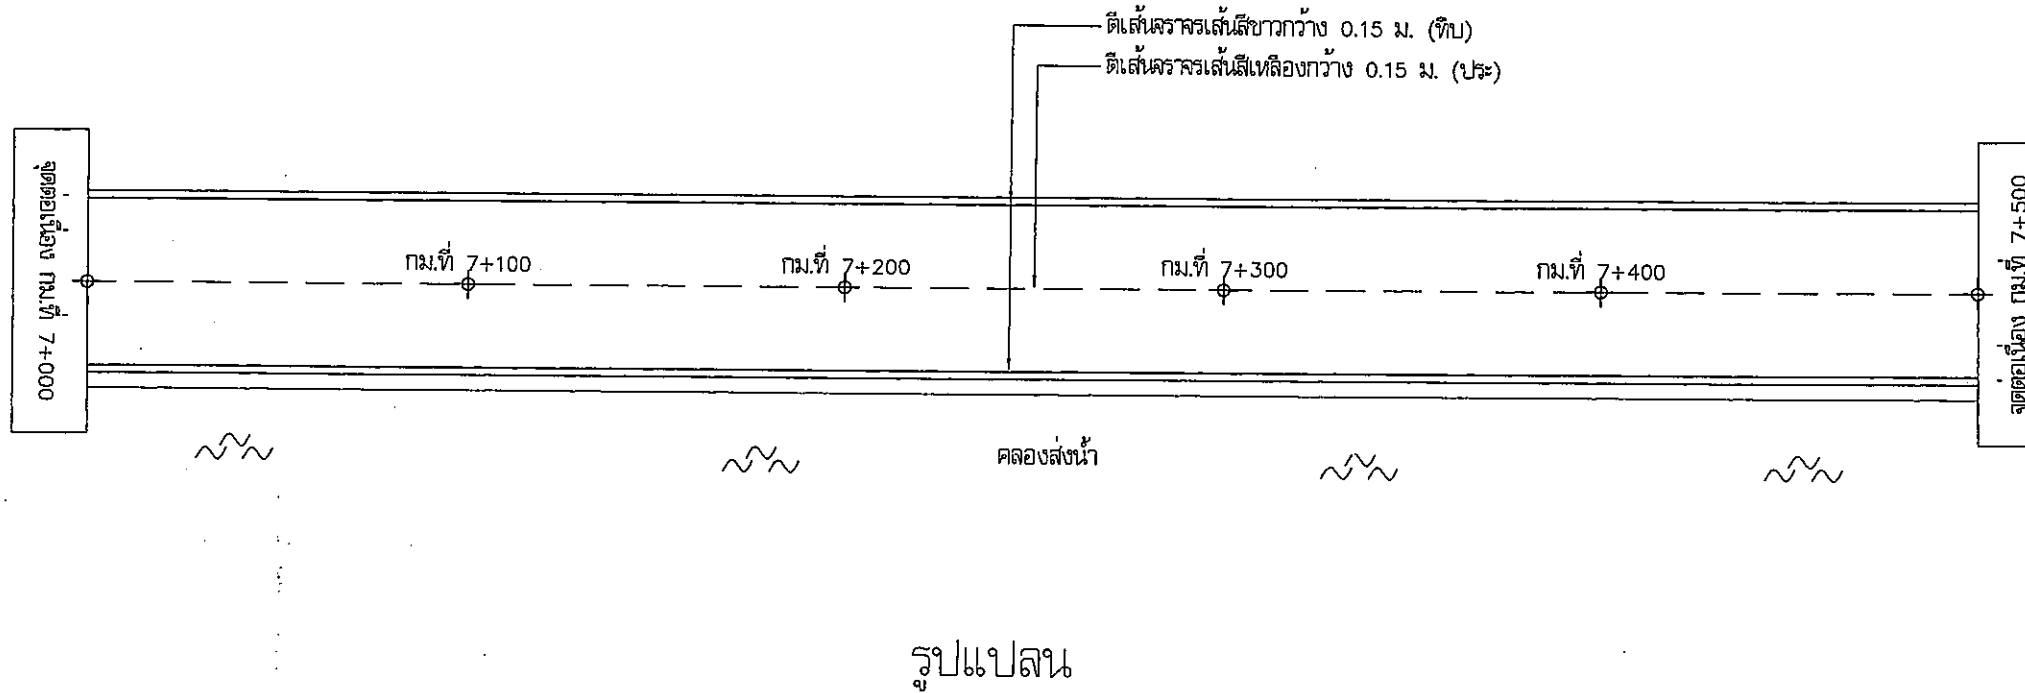 ตีเส้นจราจรเส้นสีขาวกว้าง 0.15 ม. (ทึบ)
ตีเส้นจราจรเส้นสีเหลืองกว้าง 0.15 ม. (ประ)
จุดต่อเนื่อง กม.ที่ 7+000
กม.ที่ 7+100
กม.ที่ 7+200
กม.ที่ 7+300
กม.ที่ 7+400
จุดต่อเนื่อง กม.ที่ 7+500
คลองส่งน้ำ
รูปแปลน